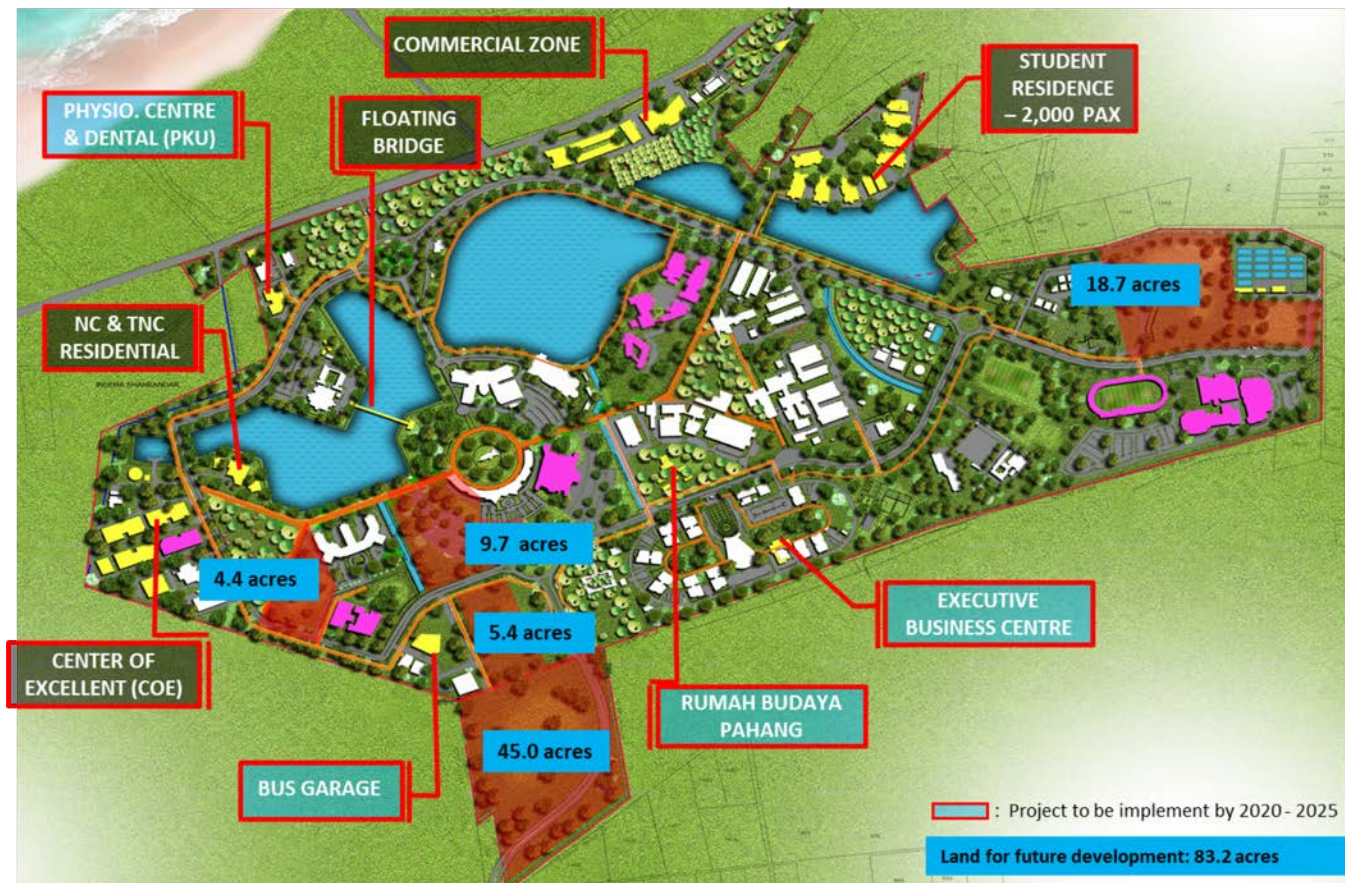 COMMERCIAL ZONE
STUDENT
RESIDENCE
– 2,000 PAX
PHYSIO. CENTRE
& DENTAL (PKU)
FLOATING
BRIDGE
18.7 acres
NC & TNC
RESIDENTIAL
INDERA SHAHBANDAR
9.7 acres
4.4 acres
5.4 acres
EXECUTIVE
BUSINESS CENTRE
CENTER OF
EXCELLENT (COE)
RUMAH BUDAYA
PAHANG
45.0 acres
BUS GARAGE
: Project to be implement by 2020 - 2025
Land for future development: 83.2 acres